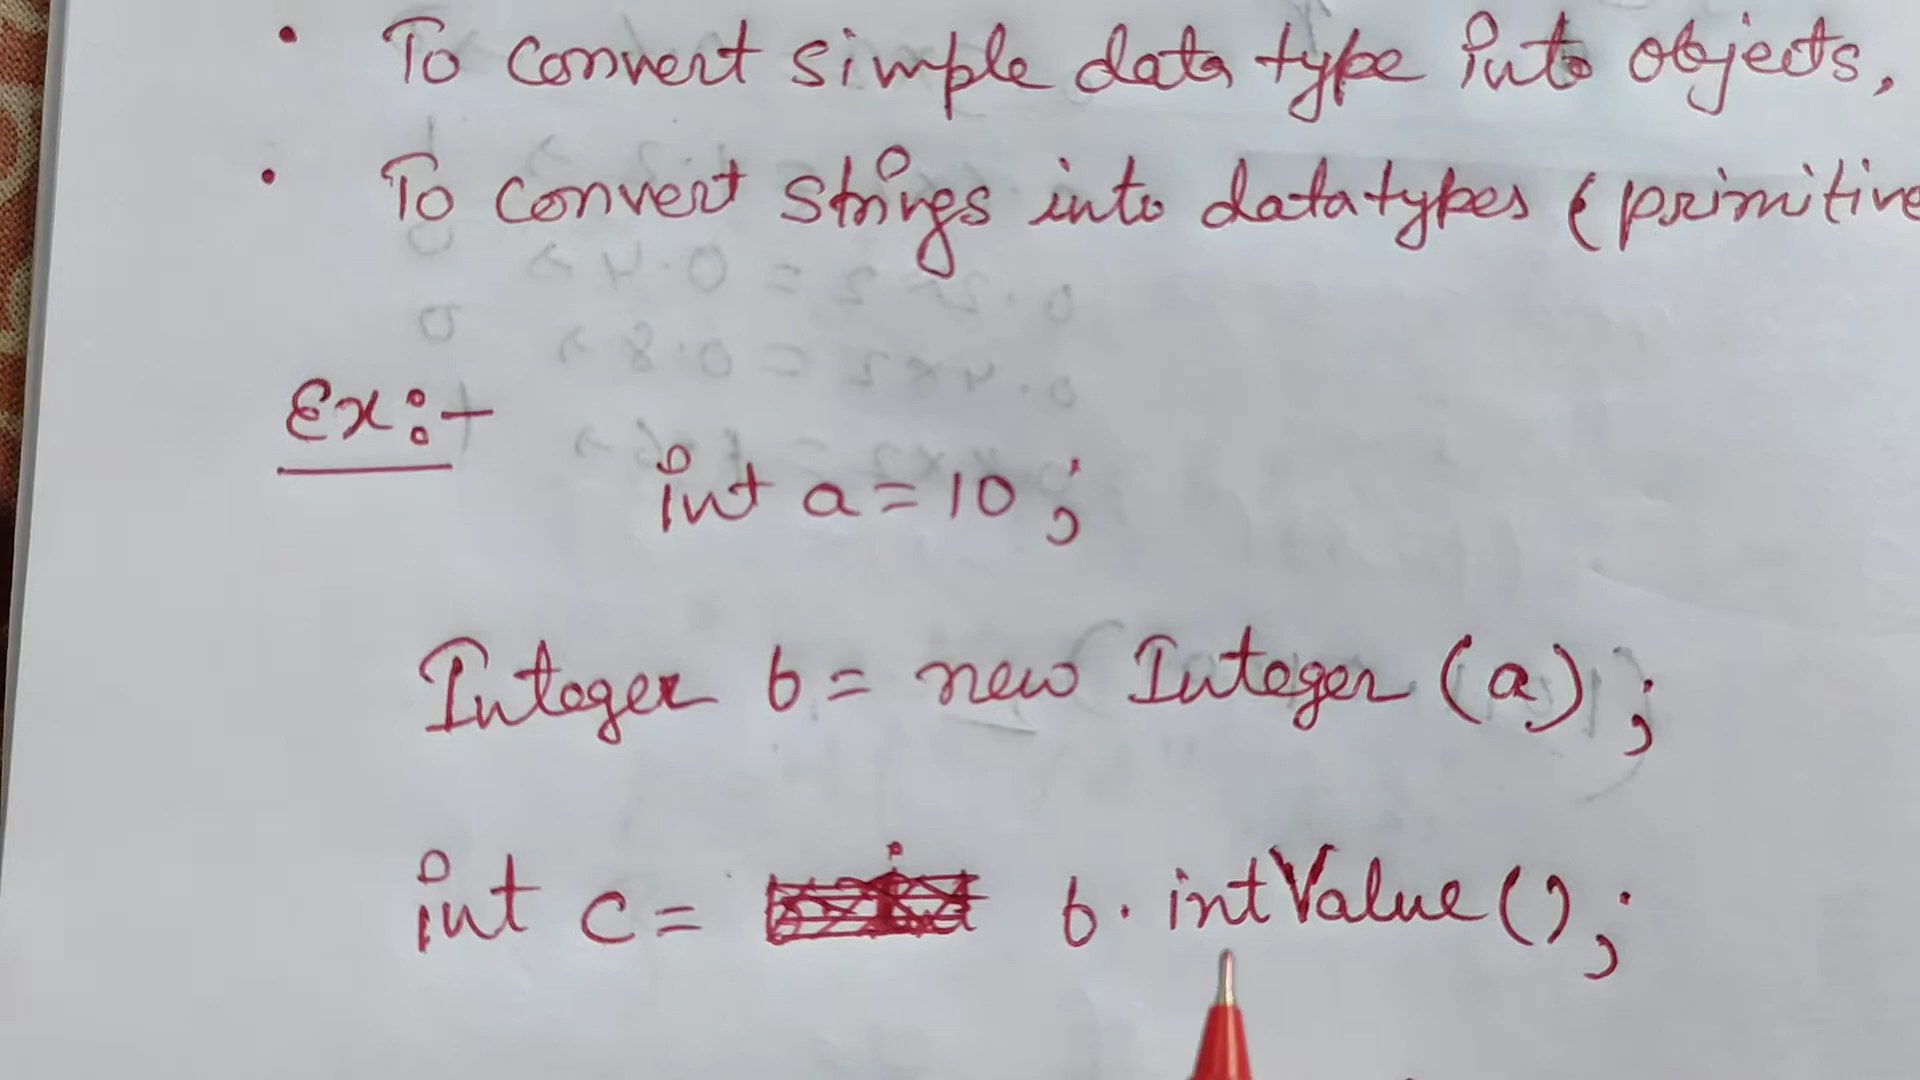 • To convert simple data type into objects,
• To convert strings into datatypes (primitive
Ex:-
int a = 10 ;
Integer b = new Integer (a) ;
int c = b. intValue () ;